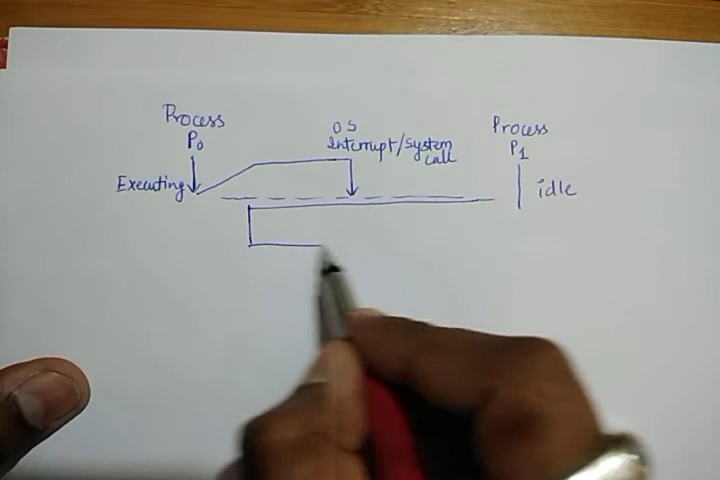 Process
P0
Executing
OS
Interrupt/System
call
Process
P1
idle